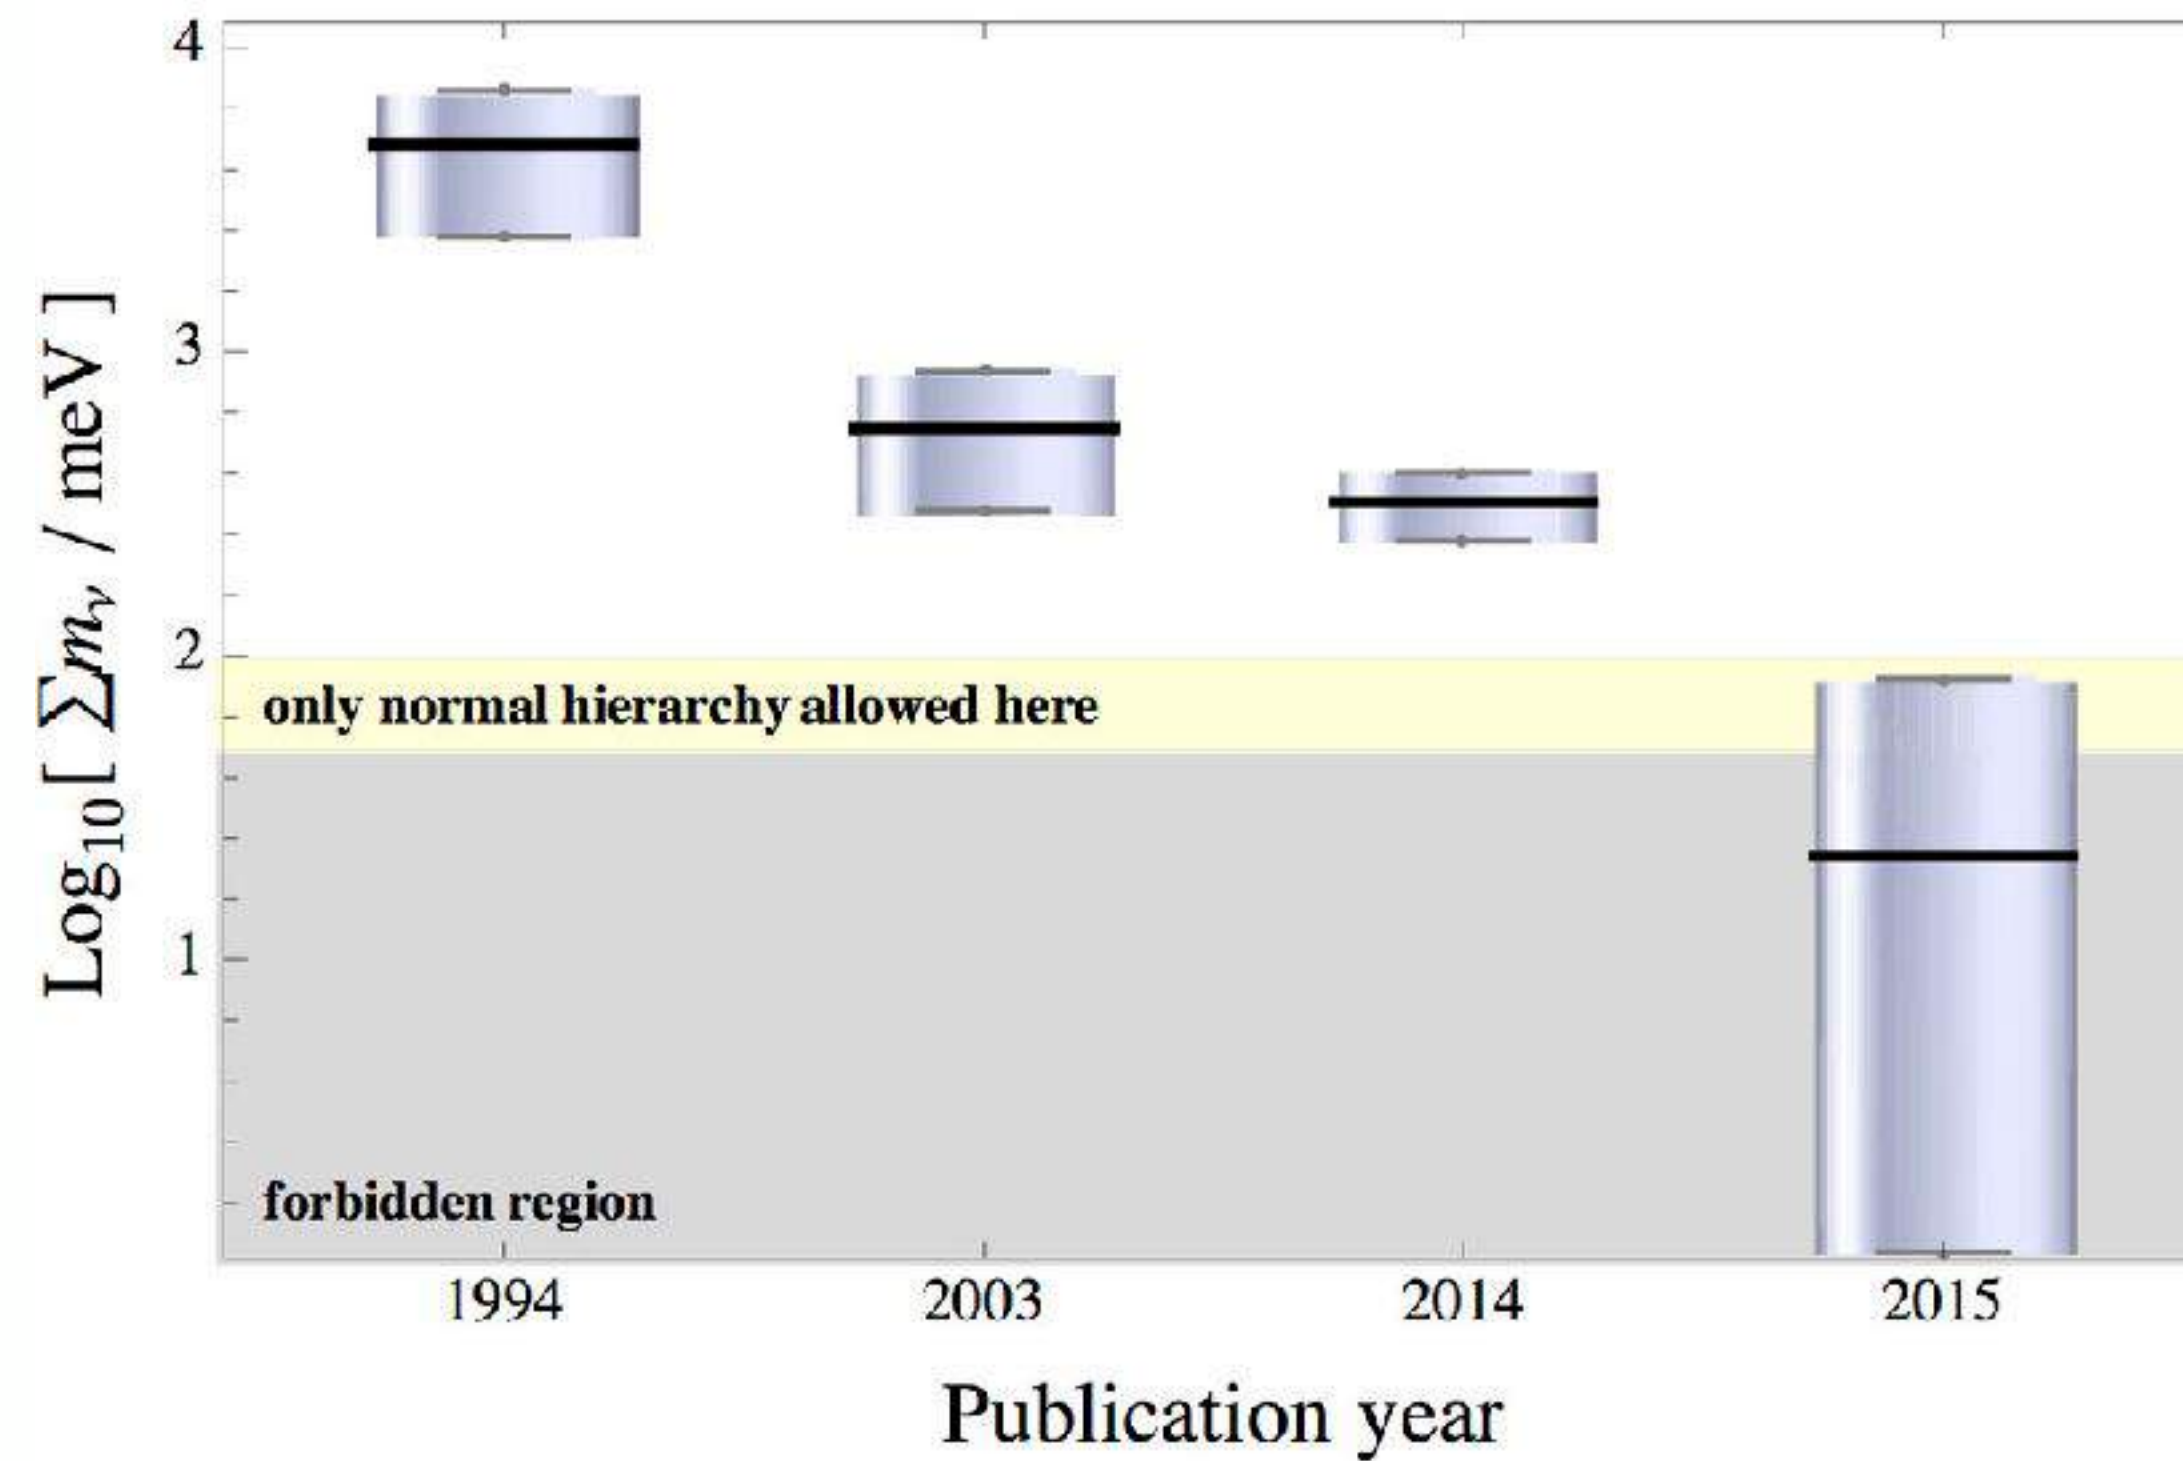 Log10[ ∑mν / meV ]
4
3
2
only normal hierarchy allowed here
1
forbidden region
1994 2003 2014 2015
Publication year